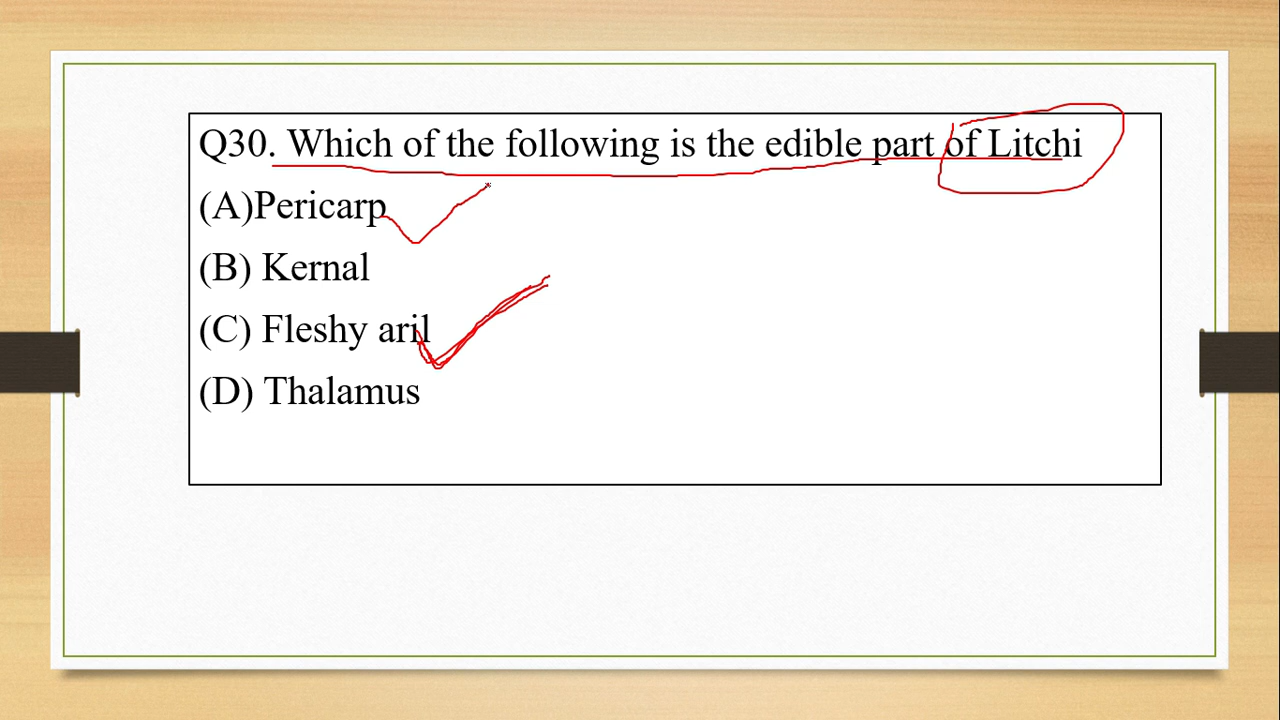 Q30. Which of the following is the edible part of Litchi
(A)Pericarp
(B) Kernal
(C) Fleshy aril
(D) Thalamus